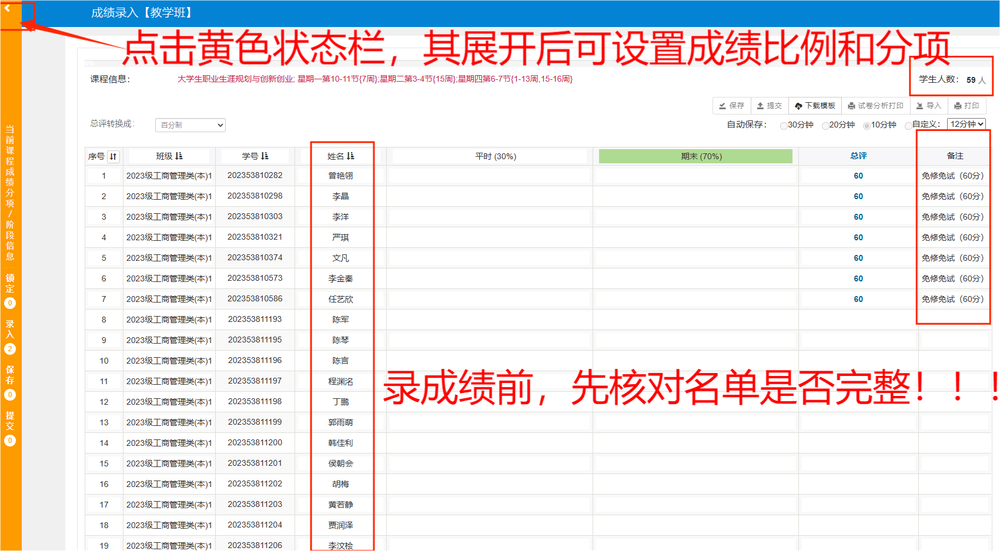 成绩录入【教学班】
点击黄色状态栏，其展开后可设置成绩比例和分项
课程信息： 大学生职业生涯规划与创新创业; 星期一第10-11节{7周};星期二第3-4节{15周};星期四第6-7节{1-13周,15-16周} 学生人数： 59 人
保存 提交 下载模板 试卷分析打印 导入 打印
总评转换成： 百分制 自动保存： 30分钟 20分钟 10分钟 自定义： 12分钟
序号 班级 学号 姓名 平时 (30%) 期末 (70%) 总评 备注
1 2023级工商管理类(本)1 202353810282 曾艳翎 60 免修免试（60分）
2 2023级工商管理类(本)1 202353810298 李晶 60 免修免试（60分）
3 2023级工商管理类(本)1 202353810303 李洋 60 免修免试（60分）
4 2023级工商管理类(本)1 202353810321 严琪 60 免修免试（60分）
5 2023级工商管理类(本)1 202353810374 文凡 60 免修免试（60分）
6 2023级工商管理类(本)1 202353810573 李金秦 60 免修免试（60分）
7 2023级工商管理类(本)1 202353810586 任艺欣 60 免修免试（60分）
8 2023级工商管理类(本)1 202353811193 陈军
9 2023级工商管理类(本)1 202353811195 陈琴
10 2023级工商管理类(本)1 202353811196 陈言
11 2023级工商管理类(本)1 202353811197 程渊洺
录成绩前，先核对名单是否完整！！！
12 2023级工商管理类(本)1 202353811198 丁鹏
13 2023级工商管理类(本)1 202353811199 郭雨萌
14 2023级工商管理类(本)1 202353811200 韩佳利
15 2023级工商管理类(本)1 202353811201 侯朝会
16 2023级工商管理类(本)1 202353811202 胡梅
17 2023级工商管理类(本)1 202353811203 黄若静
18 2023级工商管理类(本)1 202353811204 贾润泽
19 2023级工商管理类(本)1 202353811206 李汶桧
当前课程成绩分项/阶段信息
锁定 0
录入 2
保存 0
提交 0